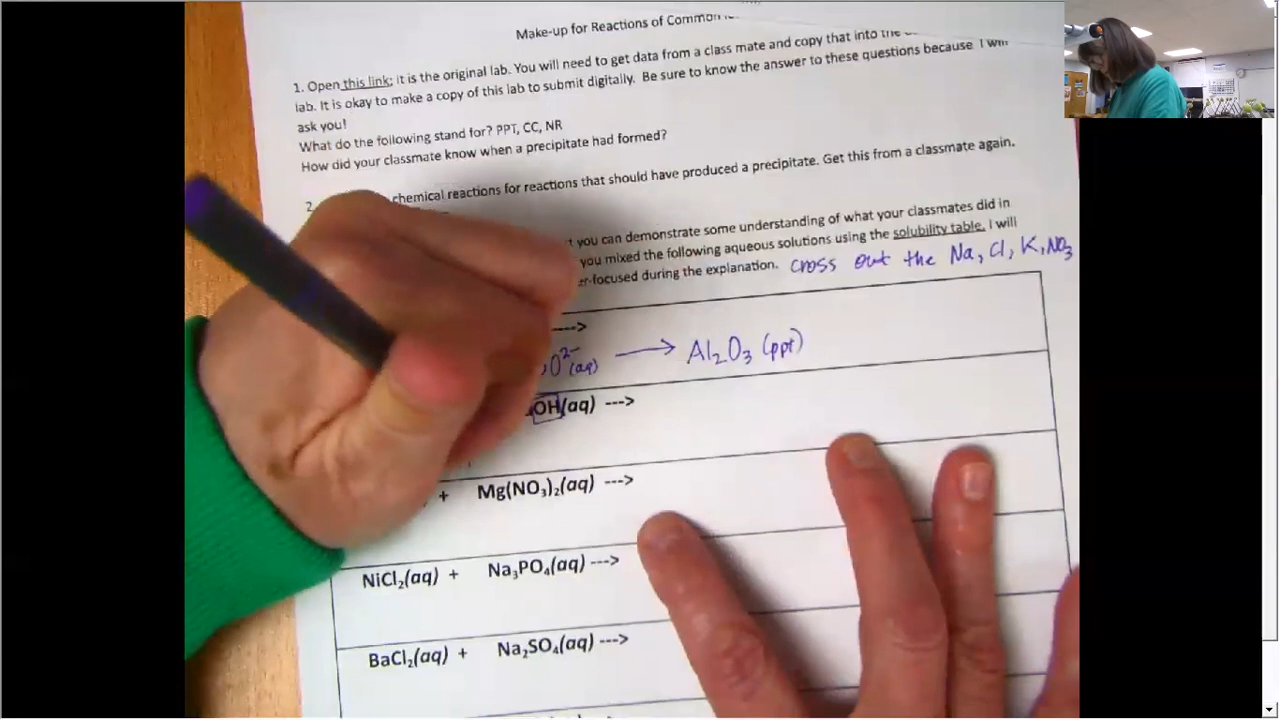 Make-up for Reactions of Common
1. Open this link; it is the original lab. You will need to get data from a class mate and copy that into the
lab. It is okay to make a copy of this lab to submit digitally. Be sure to know the answer to these questions because I will
ask you!
What do the following stand for? PPT, CC, NR
How did your classmate know when a precipitate had formed?
2. chemical reactions for reactions that should have produced a precipitate. Get this from a classmate again.
you can demonstrate some understanding of what your classmates did in
you mixed the following aqueous solutions using the solubility table. I will
er-focused during the explanation. cross out the Na, Cl, K, NO₃
--->
O²⁻(aq) → Al₂O₃ (ppt)
OH(aq) --->
+ Mg(NO₃)₂(aq) --->
NiCl₂(aq) + Na₃PO₄(aq) --->
BaCl₂(aq) + Na₂SO₄(aq) --->